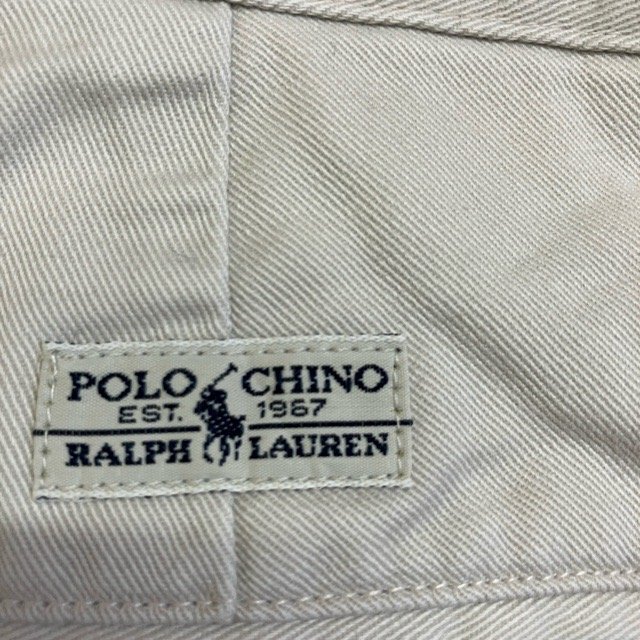 POLO CHINO
EST. 1967
RALPH LAUREN